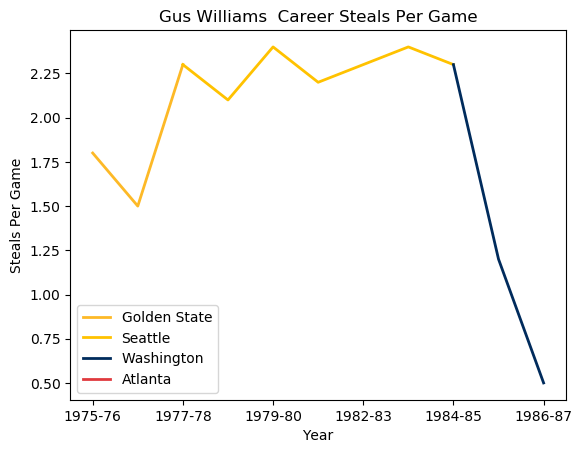 Gus Williams  Career Steals Per Game
Steals Per Game
2.25
2.00
1.75
1.50
1.25
1.00
0.75
0.50
Golden State
Seattle
Washington
Atlanta
1975-76 1977-78 1979-80 1982-83 1984-85 1986-87
Year